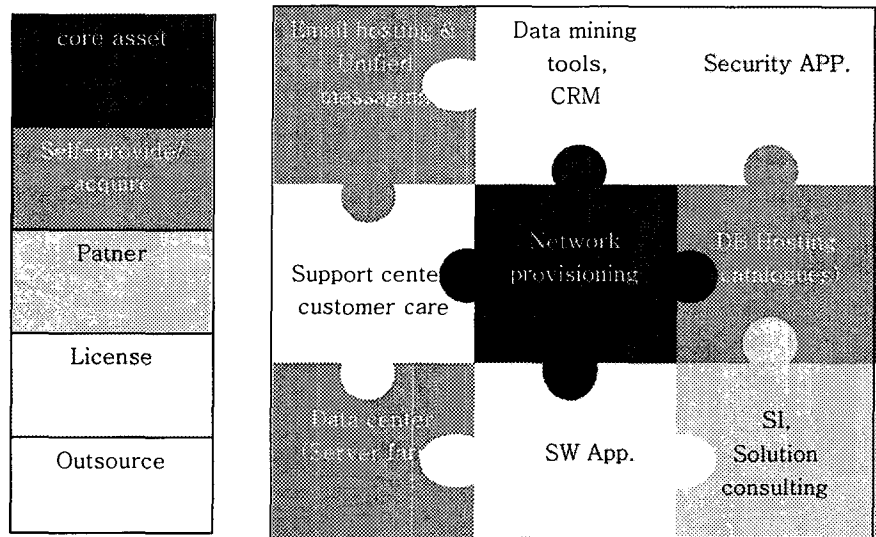 core asset
Self-provide/
acquire
Patner
License
Outsource
Email hosting &
Unified
messaging
Data mining
tools,
CRM
Security APP.
Support center
customer care
Network
provisioning
DB Hosting
catalogues)
Data center
(Server farm)
SW App.
SI,
Solution
consulting